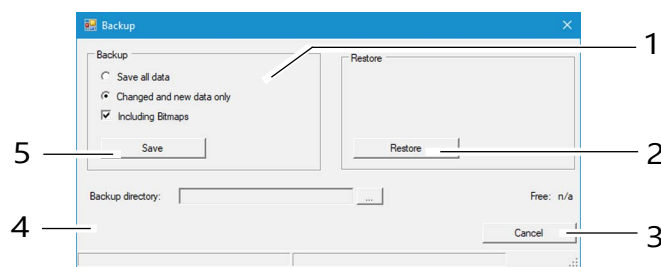 Backup
1
Backup
Restore
Save all data
Changed and new data only
Including Bitmaps
5
Save
Restore
2
Backup directory:
...
Free: n/a
4
Cancel
3